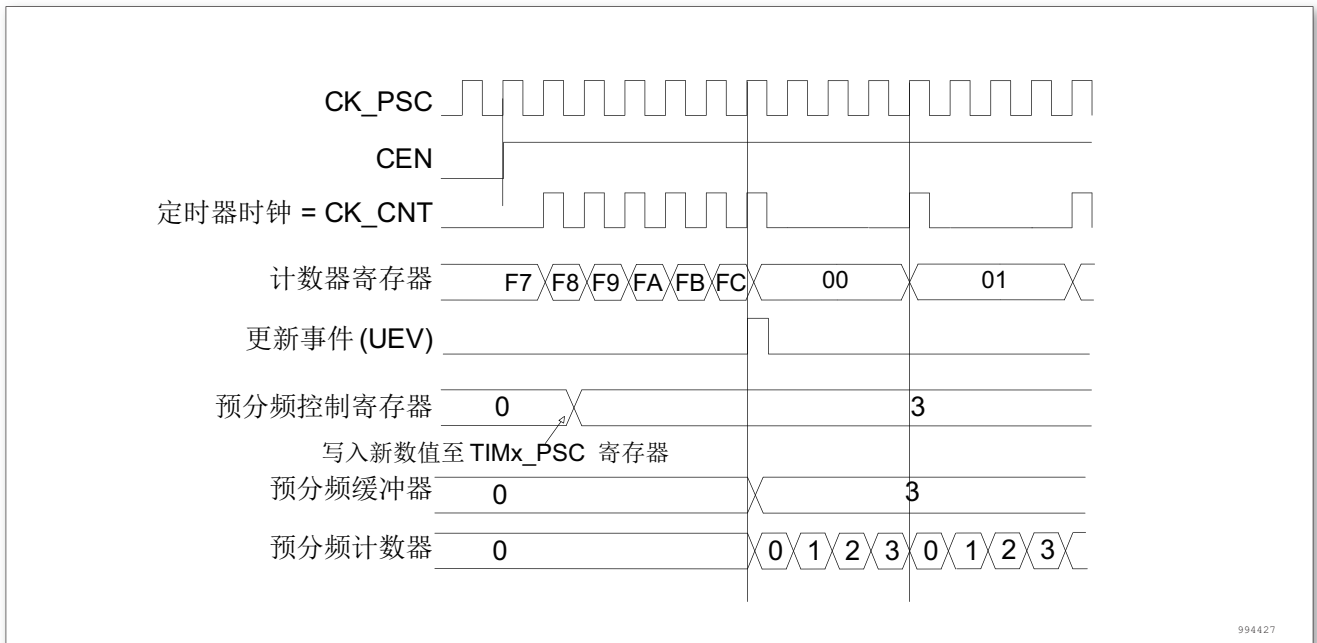 CK_PSC
CEN
定时器时钟 = CK_CNT
计数器寄存器 F7 F8 F9 FA FB FC 00 01
更新事件 (UEV)
预分频控制寄存器 0 3
写入新数值至 TIMx_PSC 寄存器
预分频缓冲器 0 3
预分频计数器 0 0 1 2 3 0 1 2 3
994427